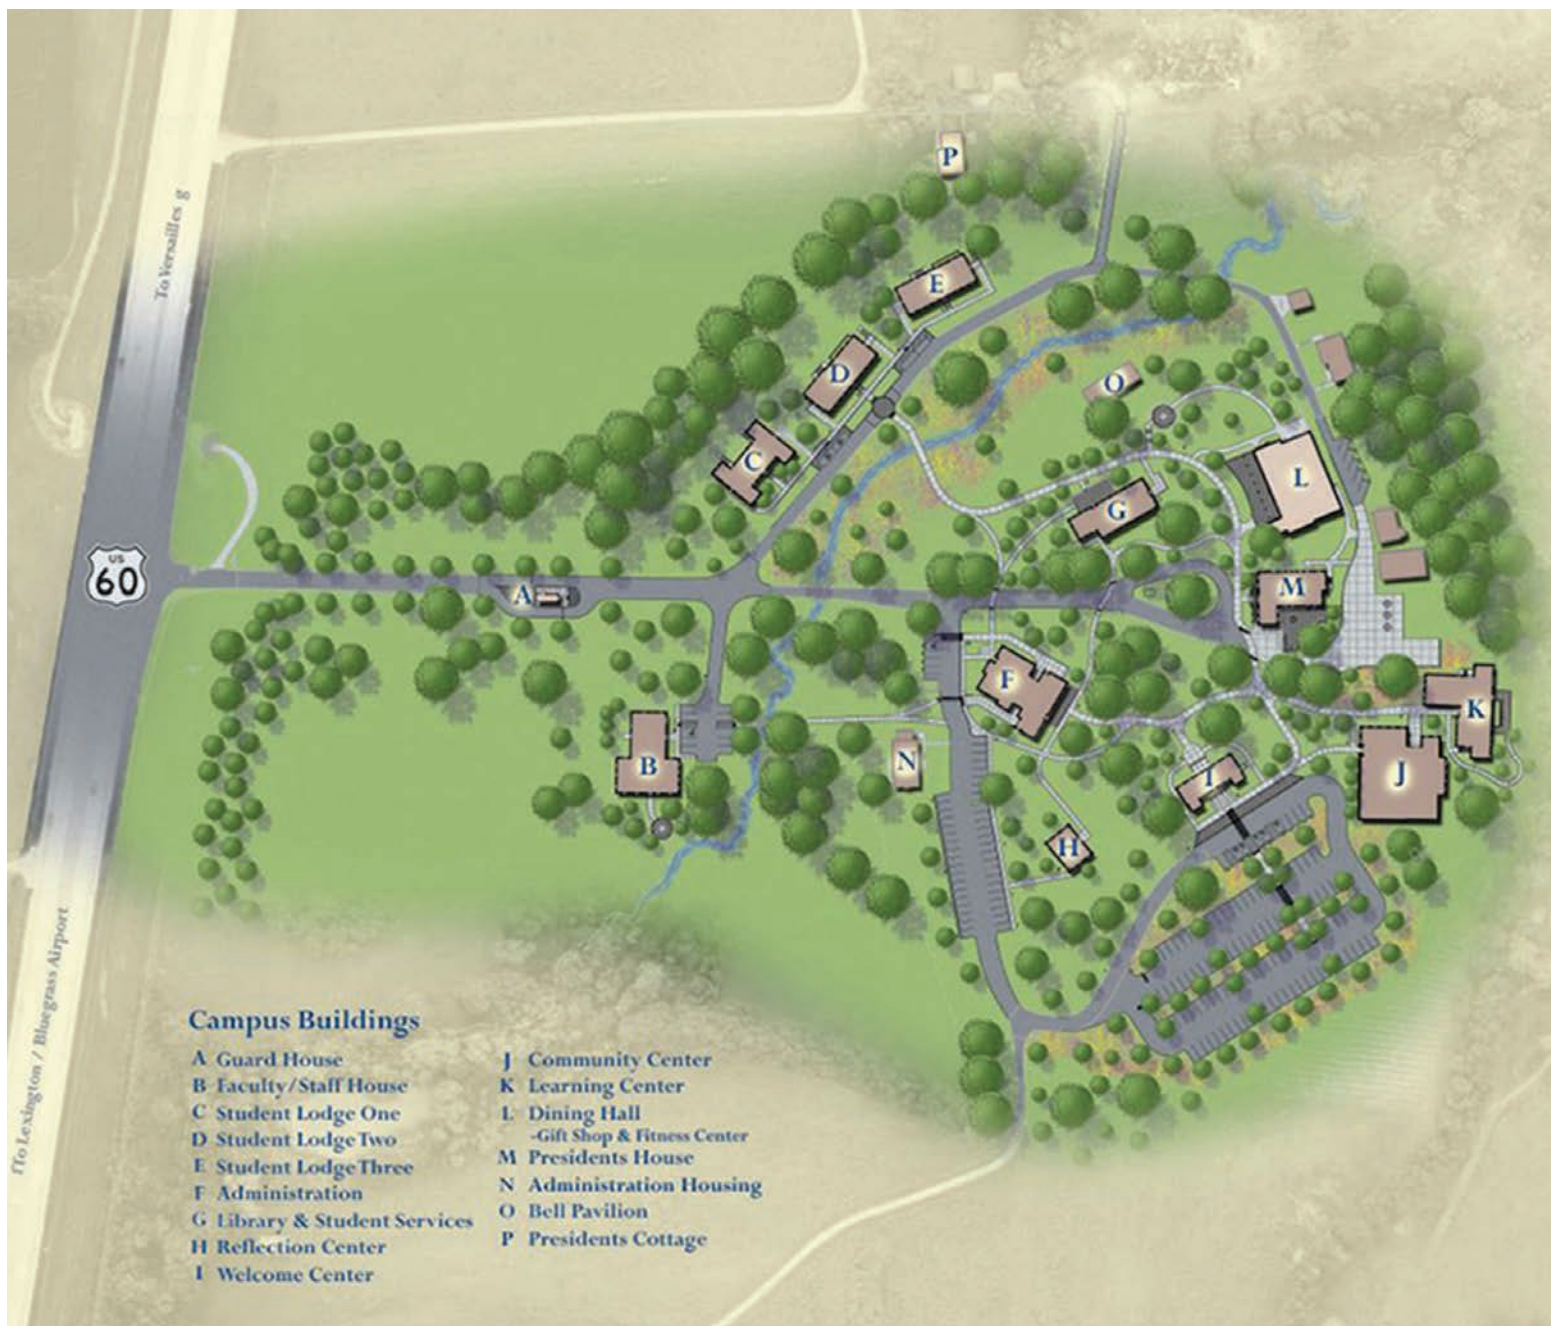 To Versailles g
US
60
To Lexington / Bluegrass Airport
P
E
D
O
C
L
G
A
M
F
K
B
N
I
J
H
Campus Buildings
A Guard House
B Faculty/Staff House
C Student Lodge One
D Student Lodge Two
E Student Lodge Three
F Administration
G Library & Student Services
H Reflection Center
I Welcome Center
J Community Center
K Learning Center
L Dining Hall
-Gift Shop & Fitness Center
M Presidents House
N Administration Housing
O Bell Pavilion
P Presidents Cottage